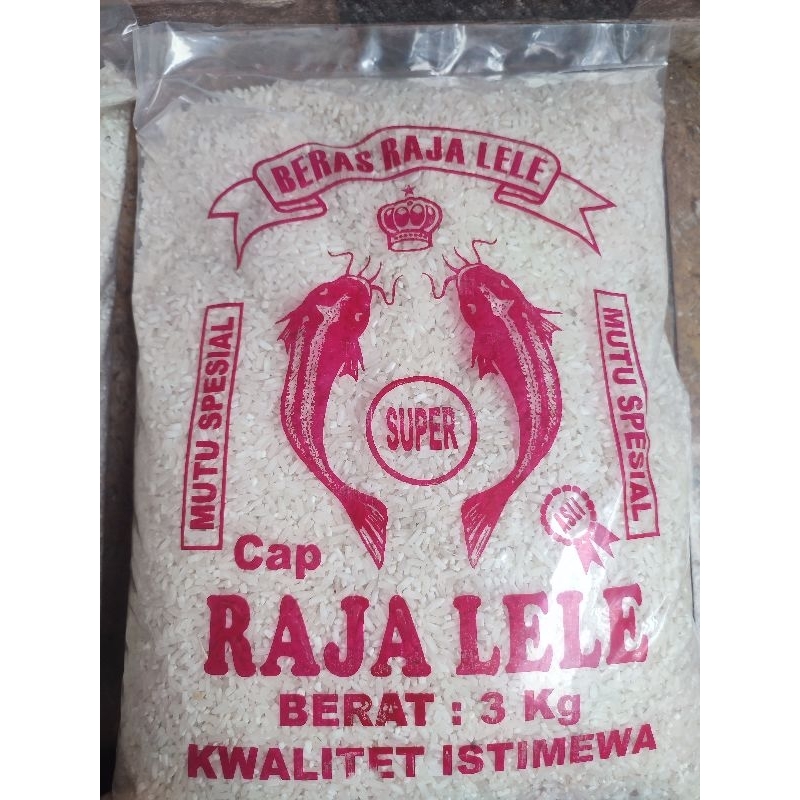 BERAS RAJA LELE
MUTU SPESIAL
MUTU SPESIAL
SUPER
Cap
RAJA LELE
BERAT : 3 Kg
KWALITET ISTIMEWA